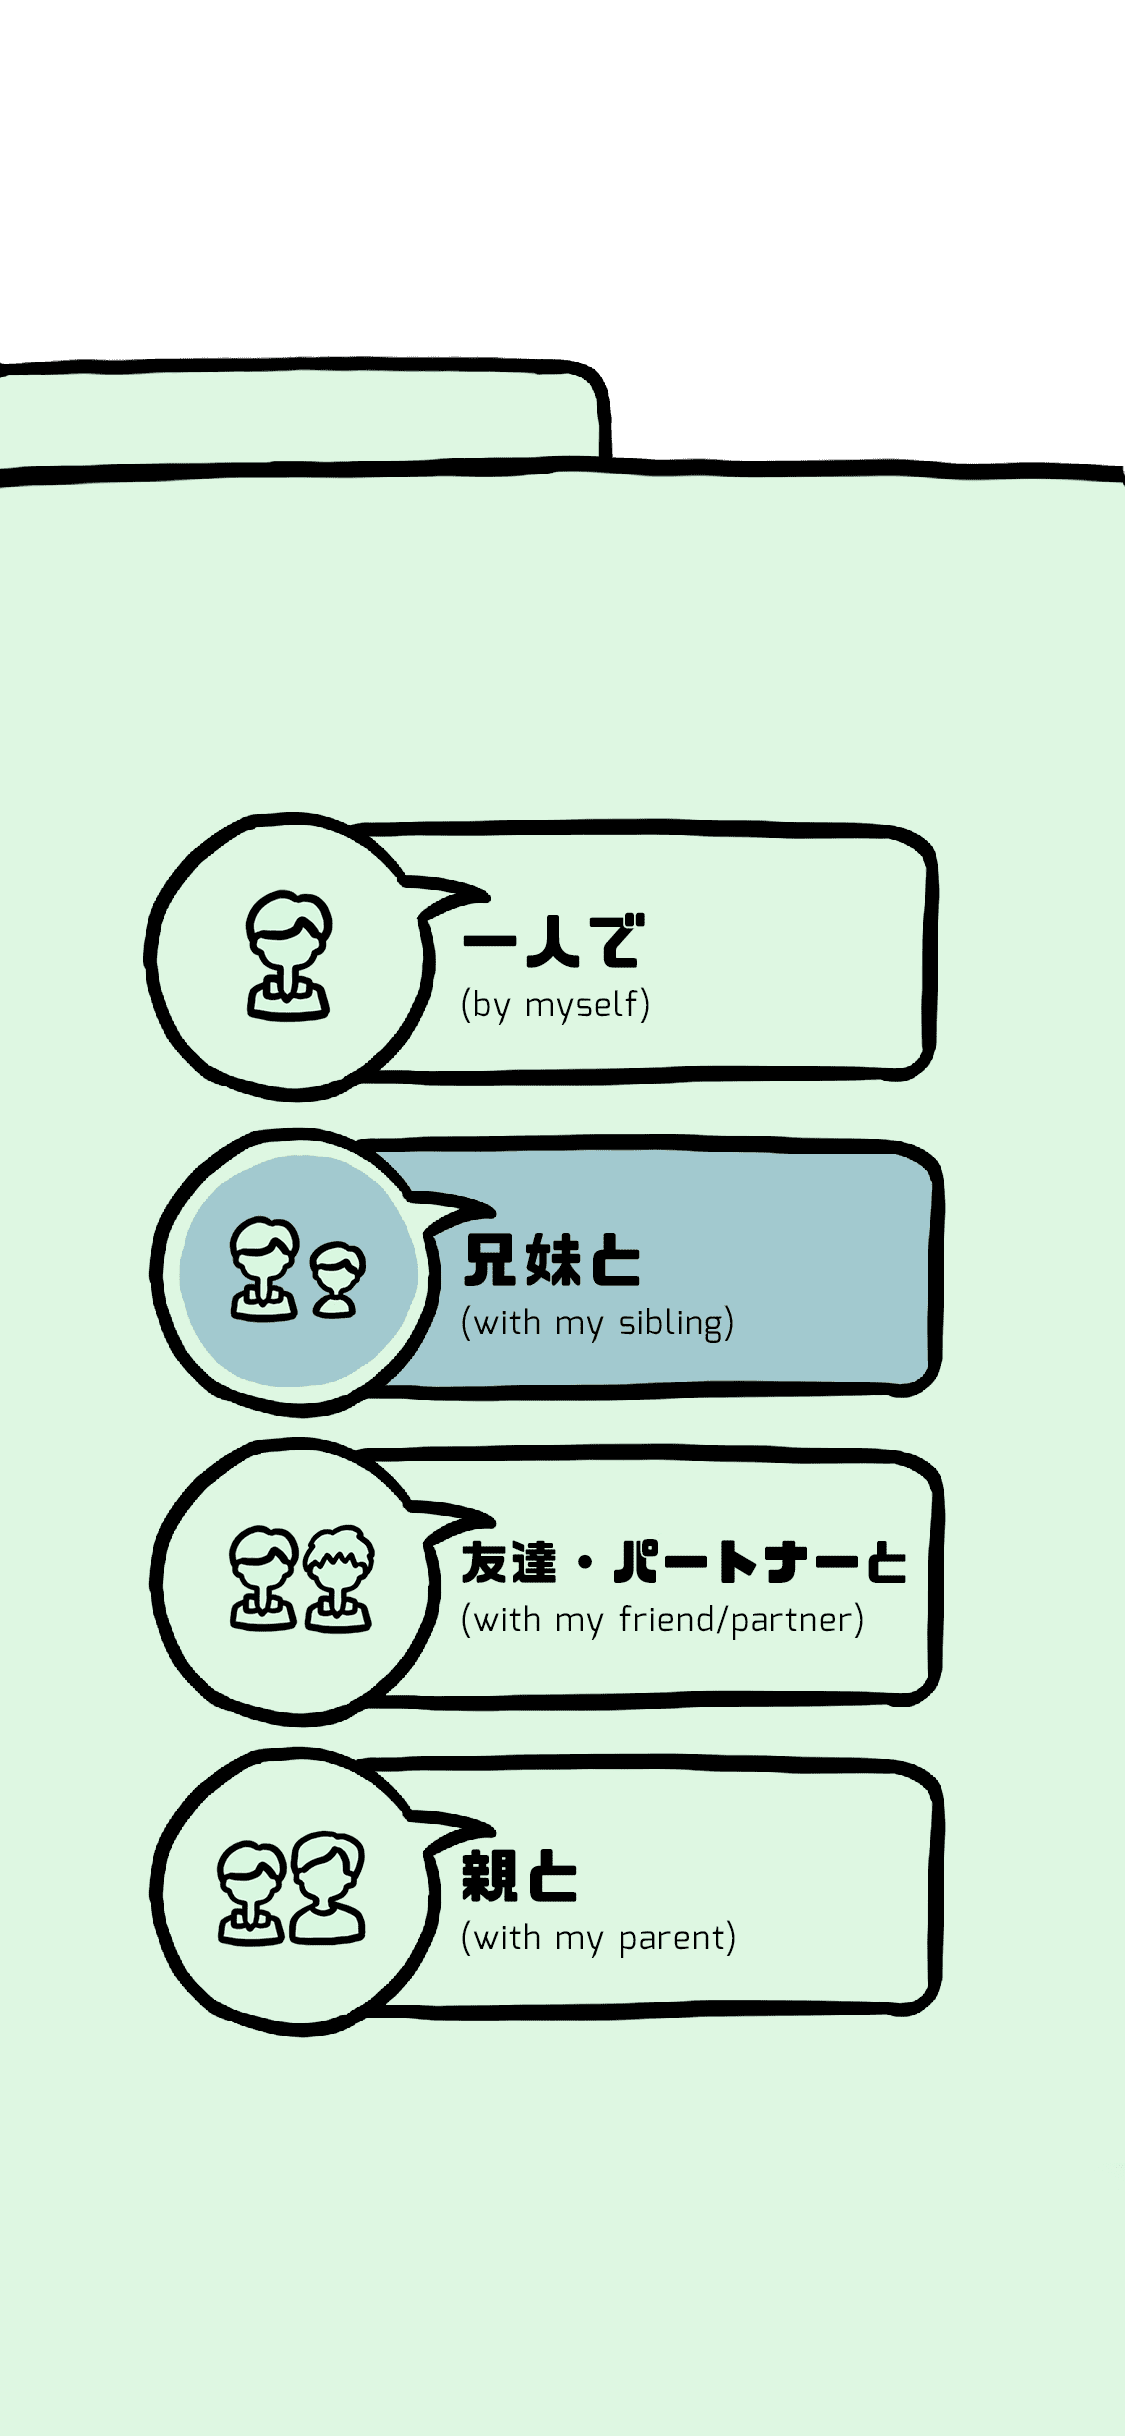 一人で
(by myself)
兄妹と
(with my sibling)
友達・パートナーと
(with my friend/partner)
親と
(with my parent)